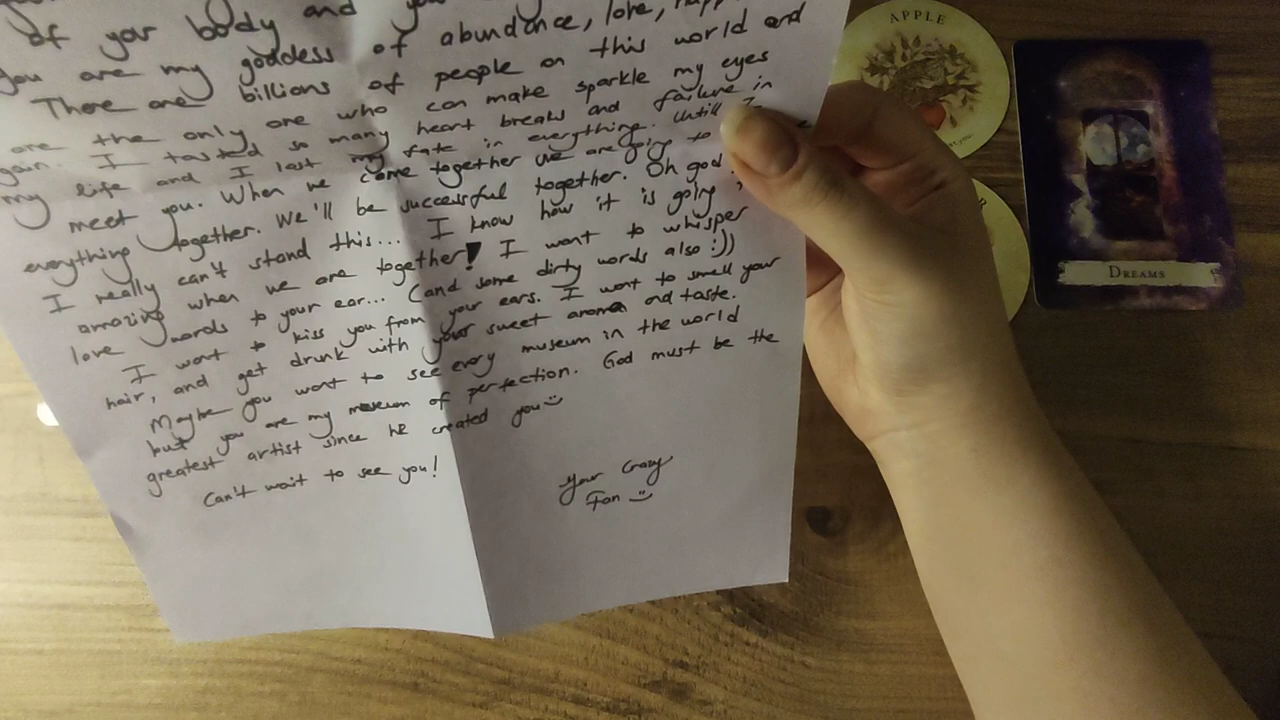 of your body and
You are my goddess of abundance, love,
There are billions of people on this world and
are the only one who can make sparkle my eyes
gain. I tasted so many heart breaks and failure in
my life and I lost my fate in everything. Untill I
meet you. When we come together we are going to
everything together. We'll be successful together. Oh god
I really can't stand this... I know how it is going
amazing when we are together! I want to whisper
love words to your ear... (and some dirty words also :))
I want to kiss you from your ears. I want to smell your
hair, and get drunk with your sweet aroma and taste.
Maybe you want to see every museum in the world
but you are my museum of perfection. God must be the
greatest artist since he created you :)
Can't wait to see you!
Your Crazy
Fan :)
APPLE
DREAMS